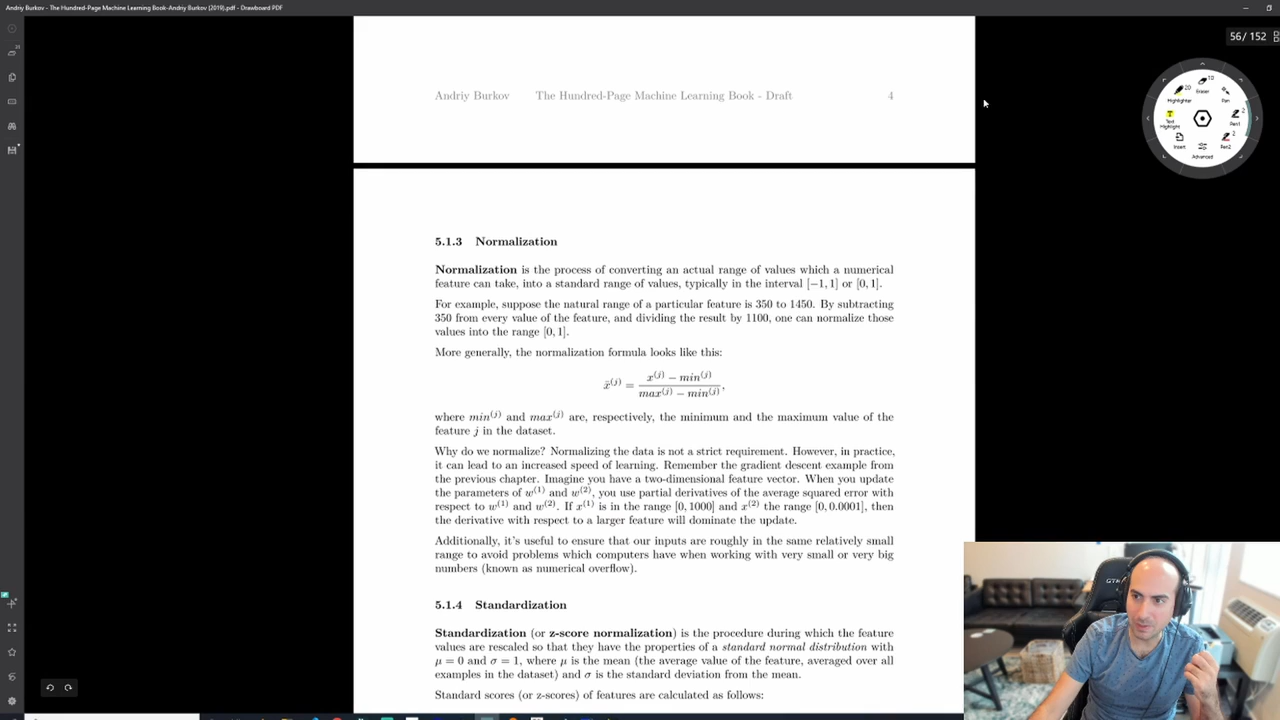 Andriy Burkov - The Hundred-Page Machine Learning Book-Andriy Burkov (2019).pdf - Drawboard PDF
56/ 152
Andriy Burkov The Hundred-Page Machine Learning Book - Draft 4
Highlighter
20
Eraser
10
Pen
Text Highlight
Pen1
2
Insert
Pen2
2
Advanced
5.1.3 Normalization
Normalization is the process of converting an actual range of values which a numerical
feature can take, into a standard range of values, typically in the interval [−1, 1] or [0, 1].
For example, suppose the natural range of a particular feature is 350 to 1450. By subtracting
350 from every value of the feature, and dividing the result by 1100, one can normalize those
values into the range [0, 1].
More generally, the normalization formula looks like this:
x̄^(j) = (x^(j) − min^(j)) / (max^(j) − min^(j)),
where min^(j) and max^(j) are, respectively, the minimum and the maximum value of the
feature j in the dataset.
Why do we normalize? Normalizing the data is not a strict requirement. However, in practice,
it can lead to an increased speed of learning. Remember the gradient descent example from
the previous chapter. Imagine you have a two-dimensional feature vector. When you update
the parameters of w^(1) and w^(2), you use partial derivatives of the average squared error with
respect to w^(1) and w^(2). If x^(1) is in the range [0, 1000] and x^(2) the range [0, 0.0001], then
the derivative with respect to a larger feature will dominate the update.
Additionally, it's useful to ensure that our inputs are roughly in the same relatively small
range to avoid problems which computers have when working with very small or very big
numbers (known as numerical overflow).
5.1.4 Standardization
Standardization (or z-score normalization) is the procedure during which the feature
values are rescaled so that they have the properties of a standard normal distribution with
μ = 0 and σ = 1, where μ is the mean (the average value of the feature, averaged over all
examples in the dataset) and σ is the standard deviation from the mean.
Standard scores (or z-scores) of features are calculated as follows: